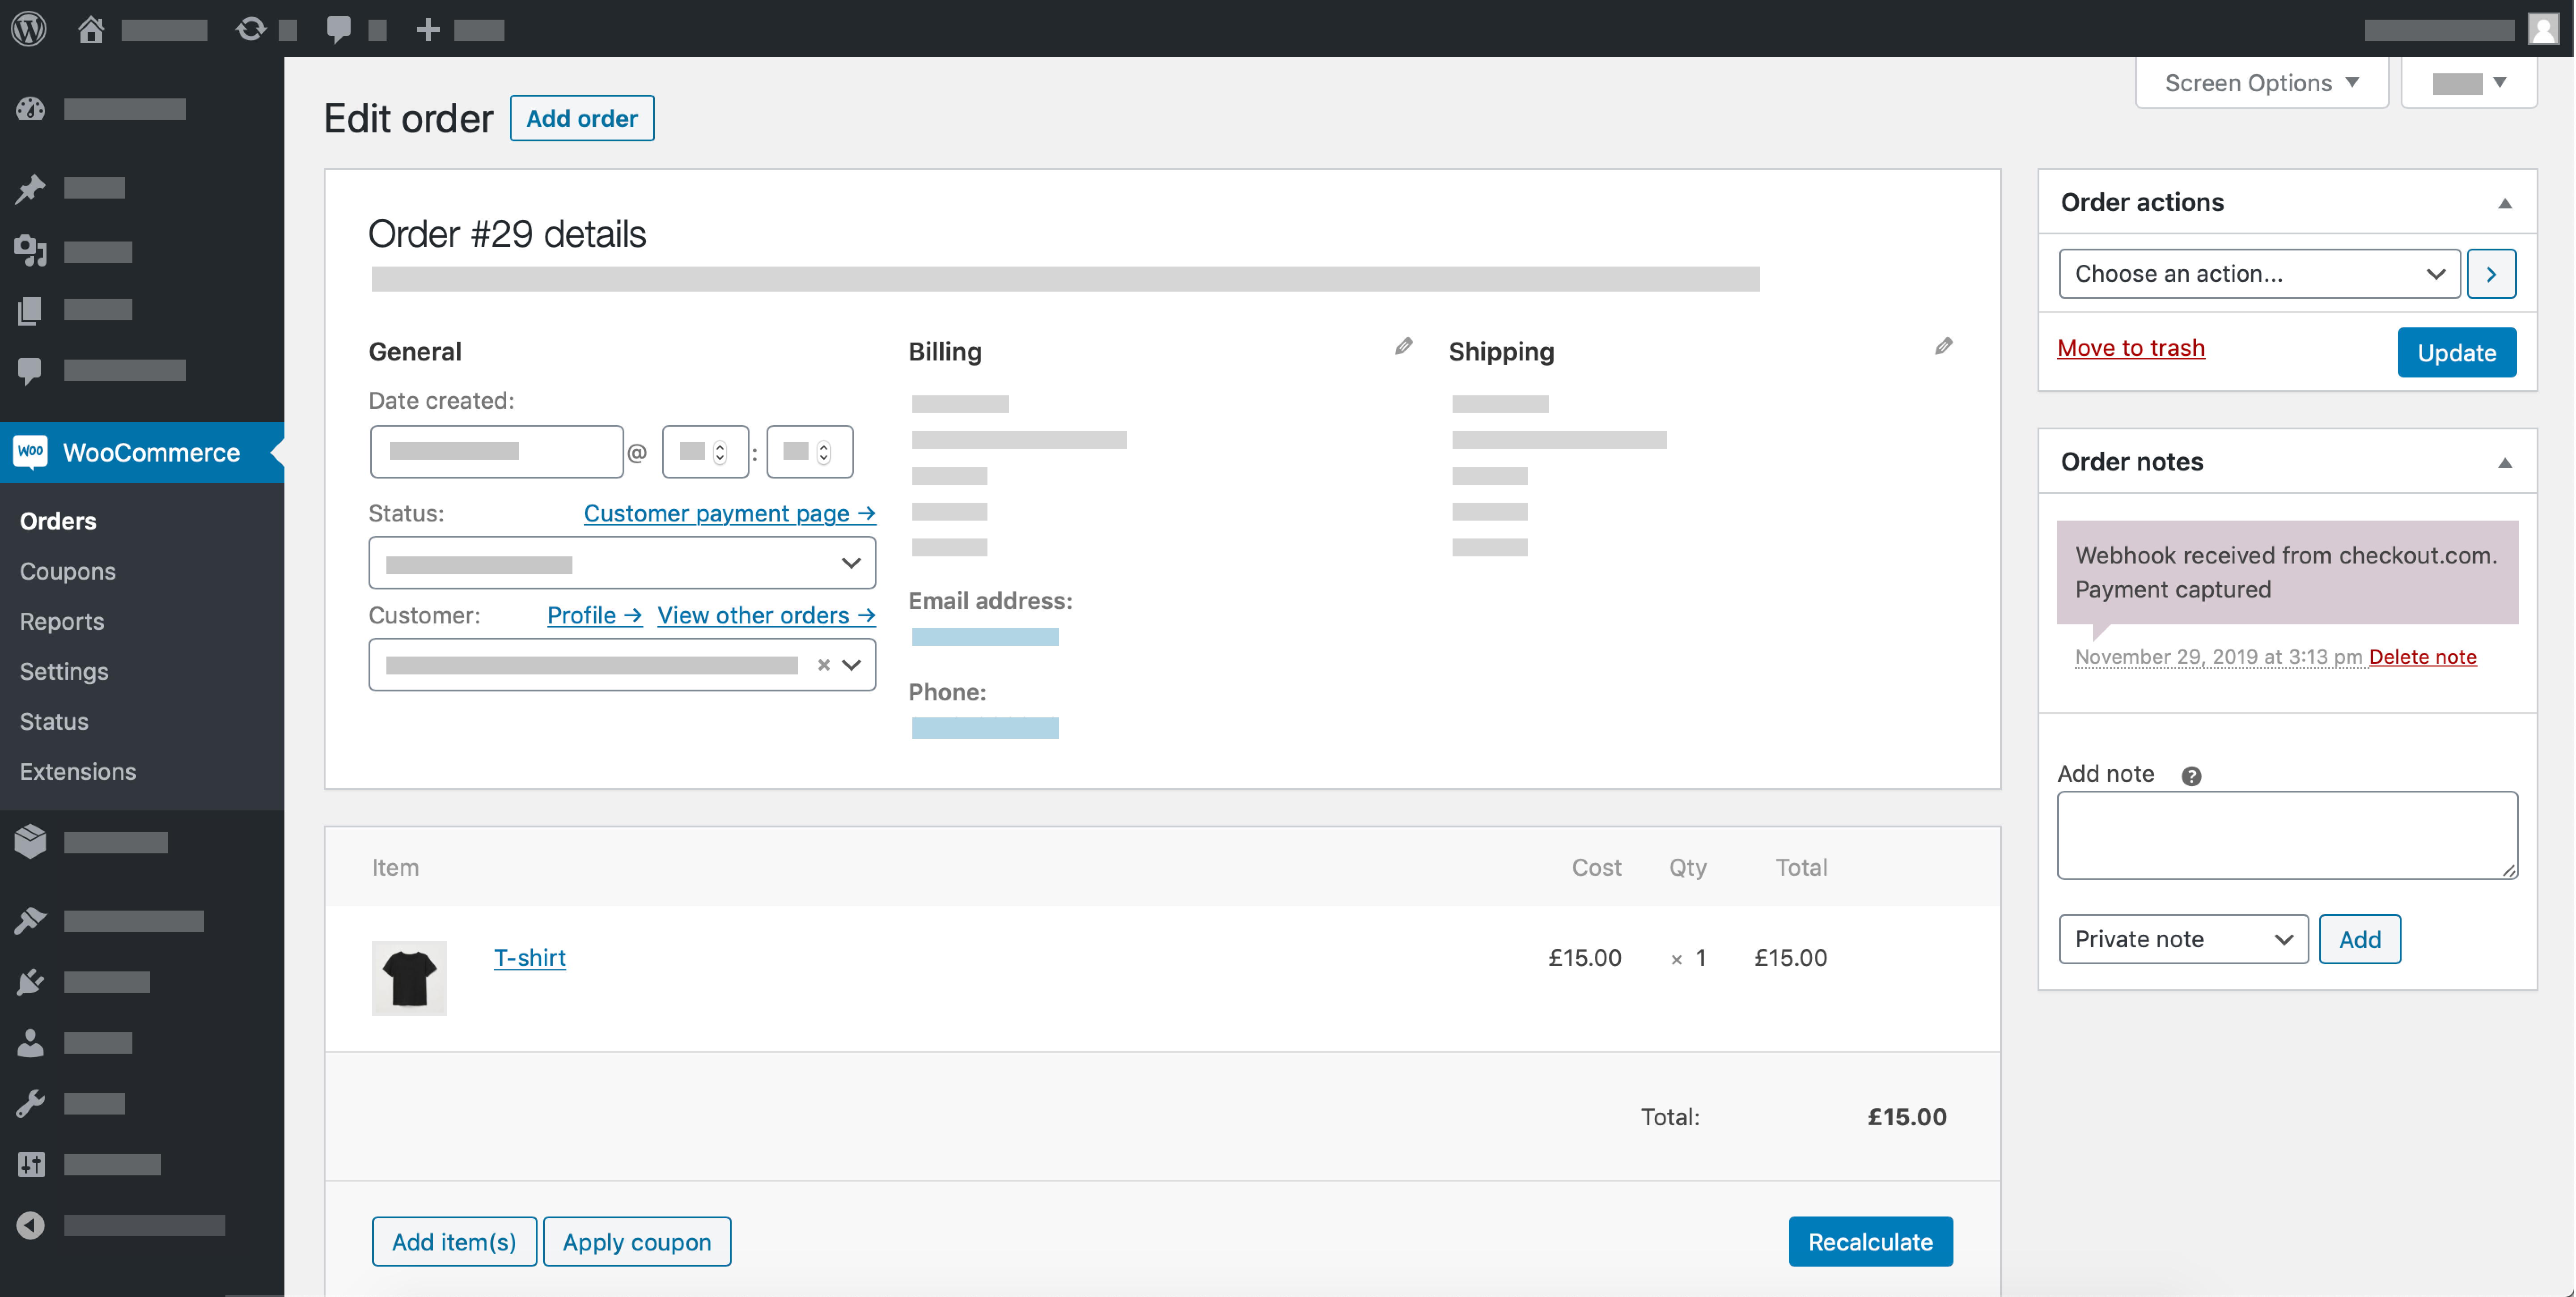 Screen Options
Edit order
Add order
Order #29 details
General
Date created:
@
:
Status:
Customer payment page →
Customer:
Profile →
View other orders →
×
Billing
Email address:
Phone:
Shipping
Order actions
Choose an action...
Move to trash
Update
Order notes
Webhook received from checkout.com.
Payment captured
November 29, 2019 at 3:13 pm Delete note
Add note ?
Private note
Add
Woo WooCommerce
Orders
Coupons
Reports
Settings
Status
Extensions
Item Cost Qty Total
T-shirt £15.00 × 1 £15.00
Total: £15.00
Add item(s)
Apply coupon
Recalculate